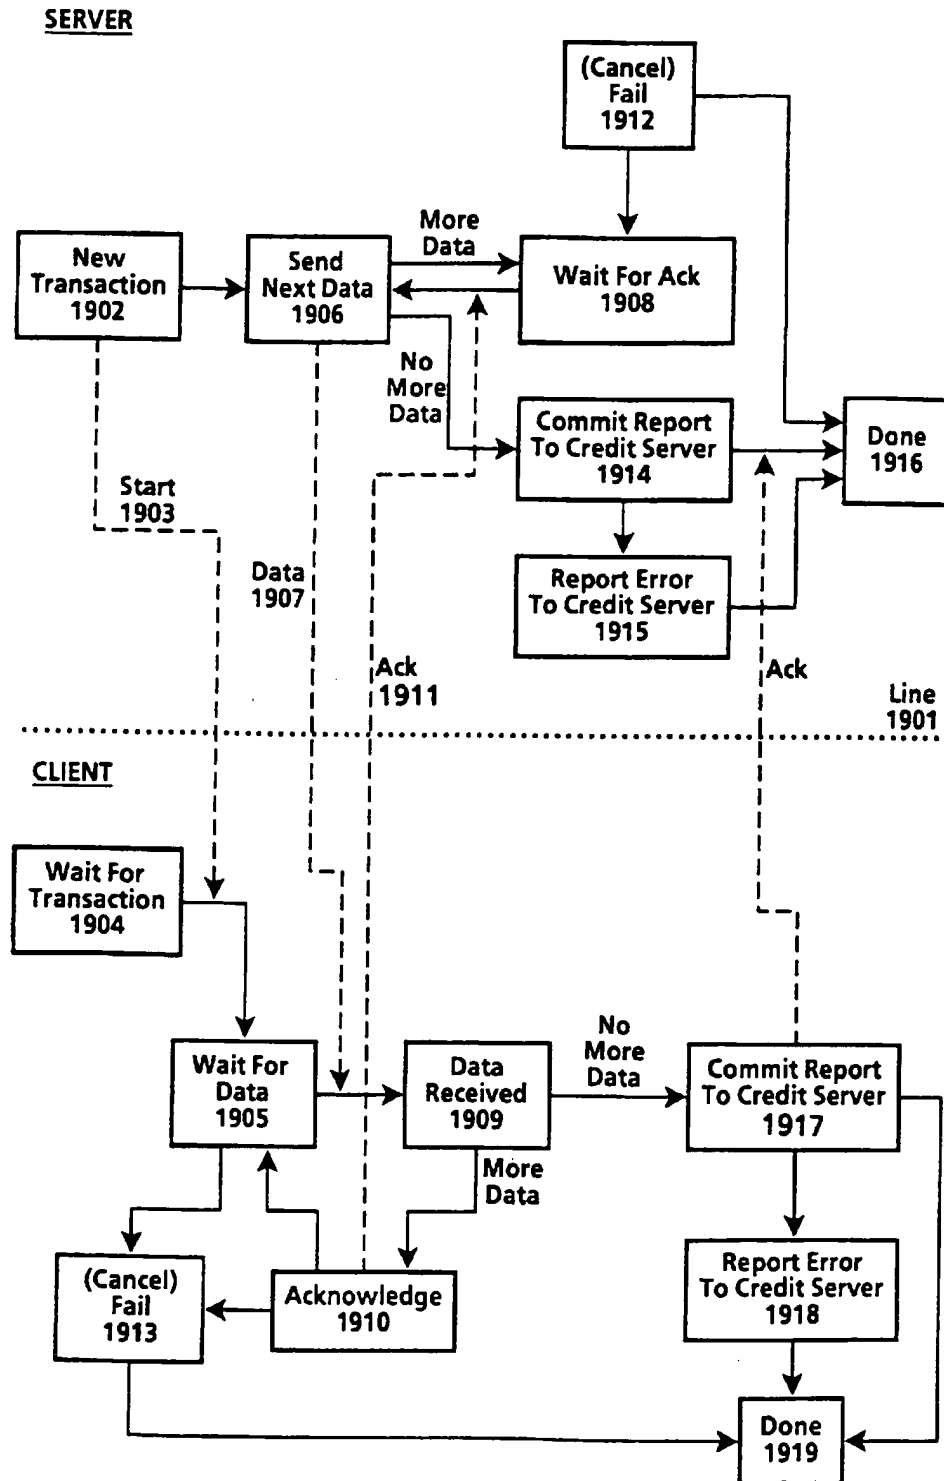 SERVER
(Cancel)
Fail
1912
New
Transaction
1902
Send
Next Data
1906
More
Data
Wait For Ack
1908
No
More
Data
Commit Report
To Credit Server
1914
Done
1916
Start
1903
Data
1907
Report Error
To Credit Server
1915
Ack
1911
Ack
Line
1901
CLIENT
Wait For
Transaction
1904
Wait For
Data
1905
Data
Received
1909
No
More
Data
Commit Report
To Credit Server
1917
More
Data
(Cancel)
Fail
1913
Acknowledge
1910
Report Error
To Credit Server
1918
Done
1919